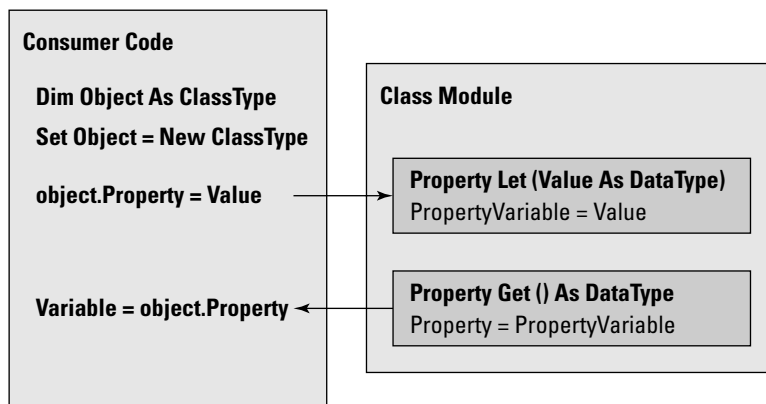 Consumer Code
Dim Object As ClassType
Set Object = New ClassType
object.Property = Value
Variable = object.Property
Class Module
Property Let (Value As DataType)
PropertyVariable = Value
Property Get () As DataType
Property = PropertyVariable